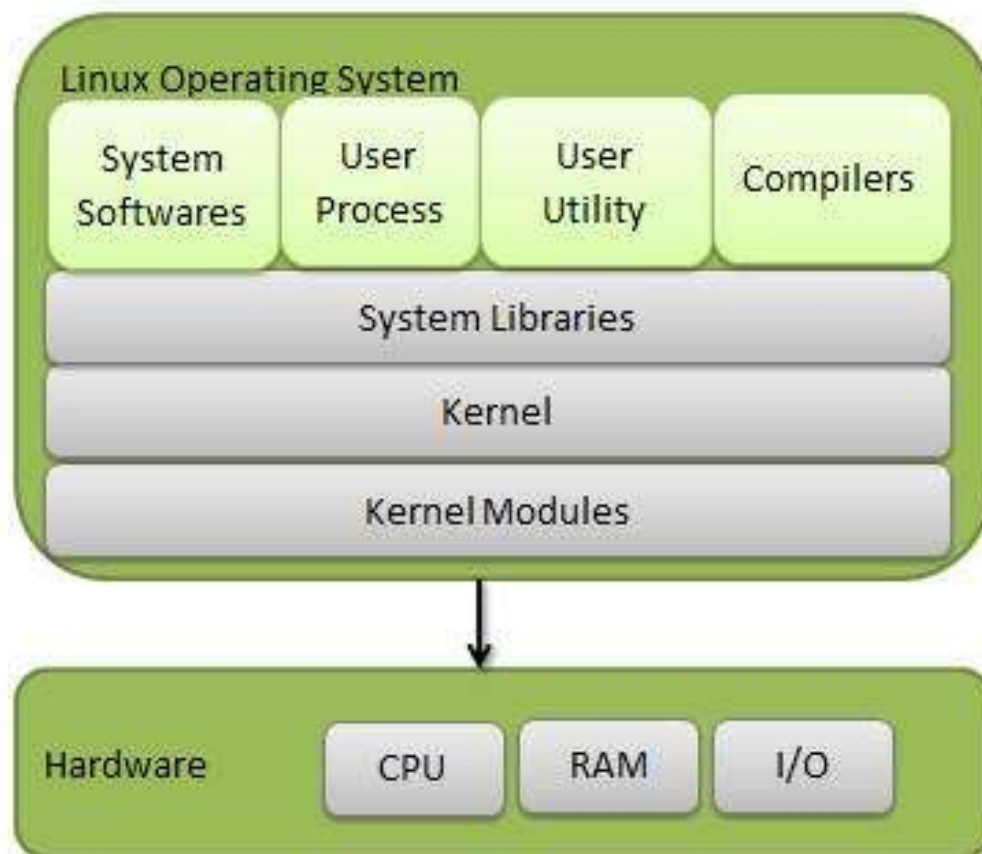 Linux Operating System
System
Softwares
User
Process
User
Utility
Compilers
System Libraries
Kernel
Kernel Modules
Hardware
CPU
RAM
I/O